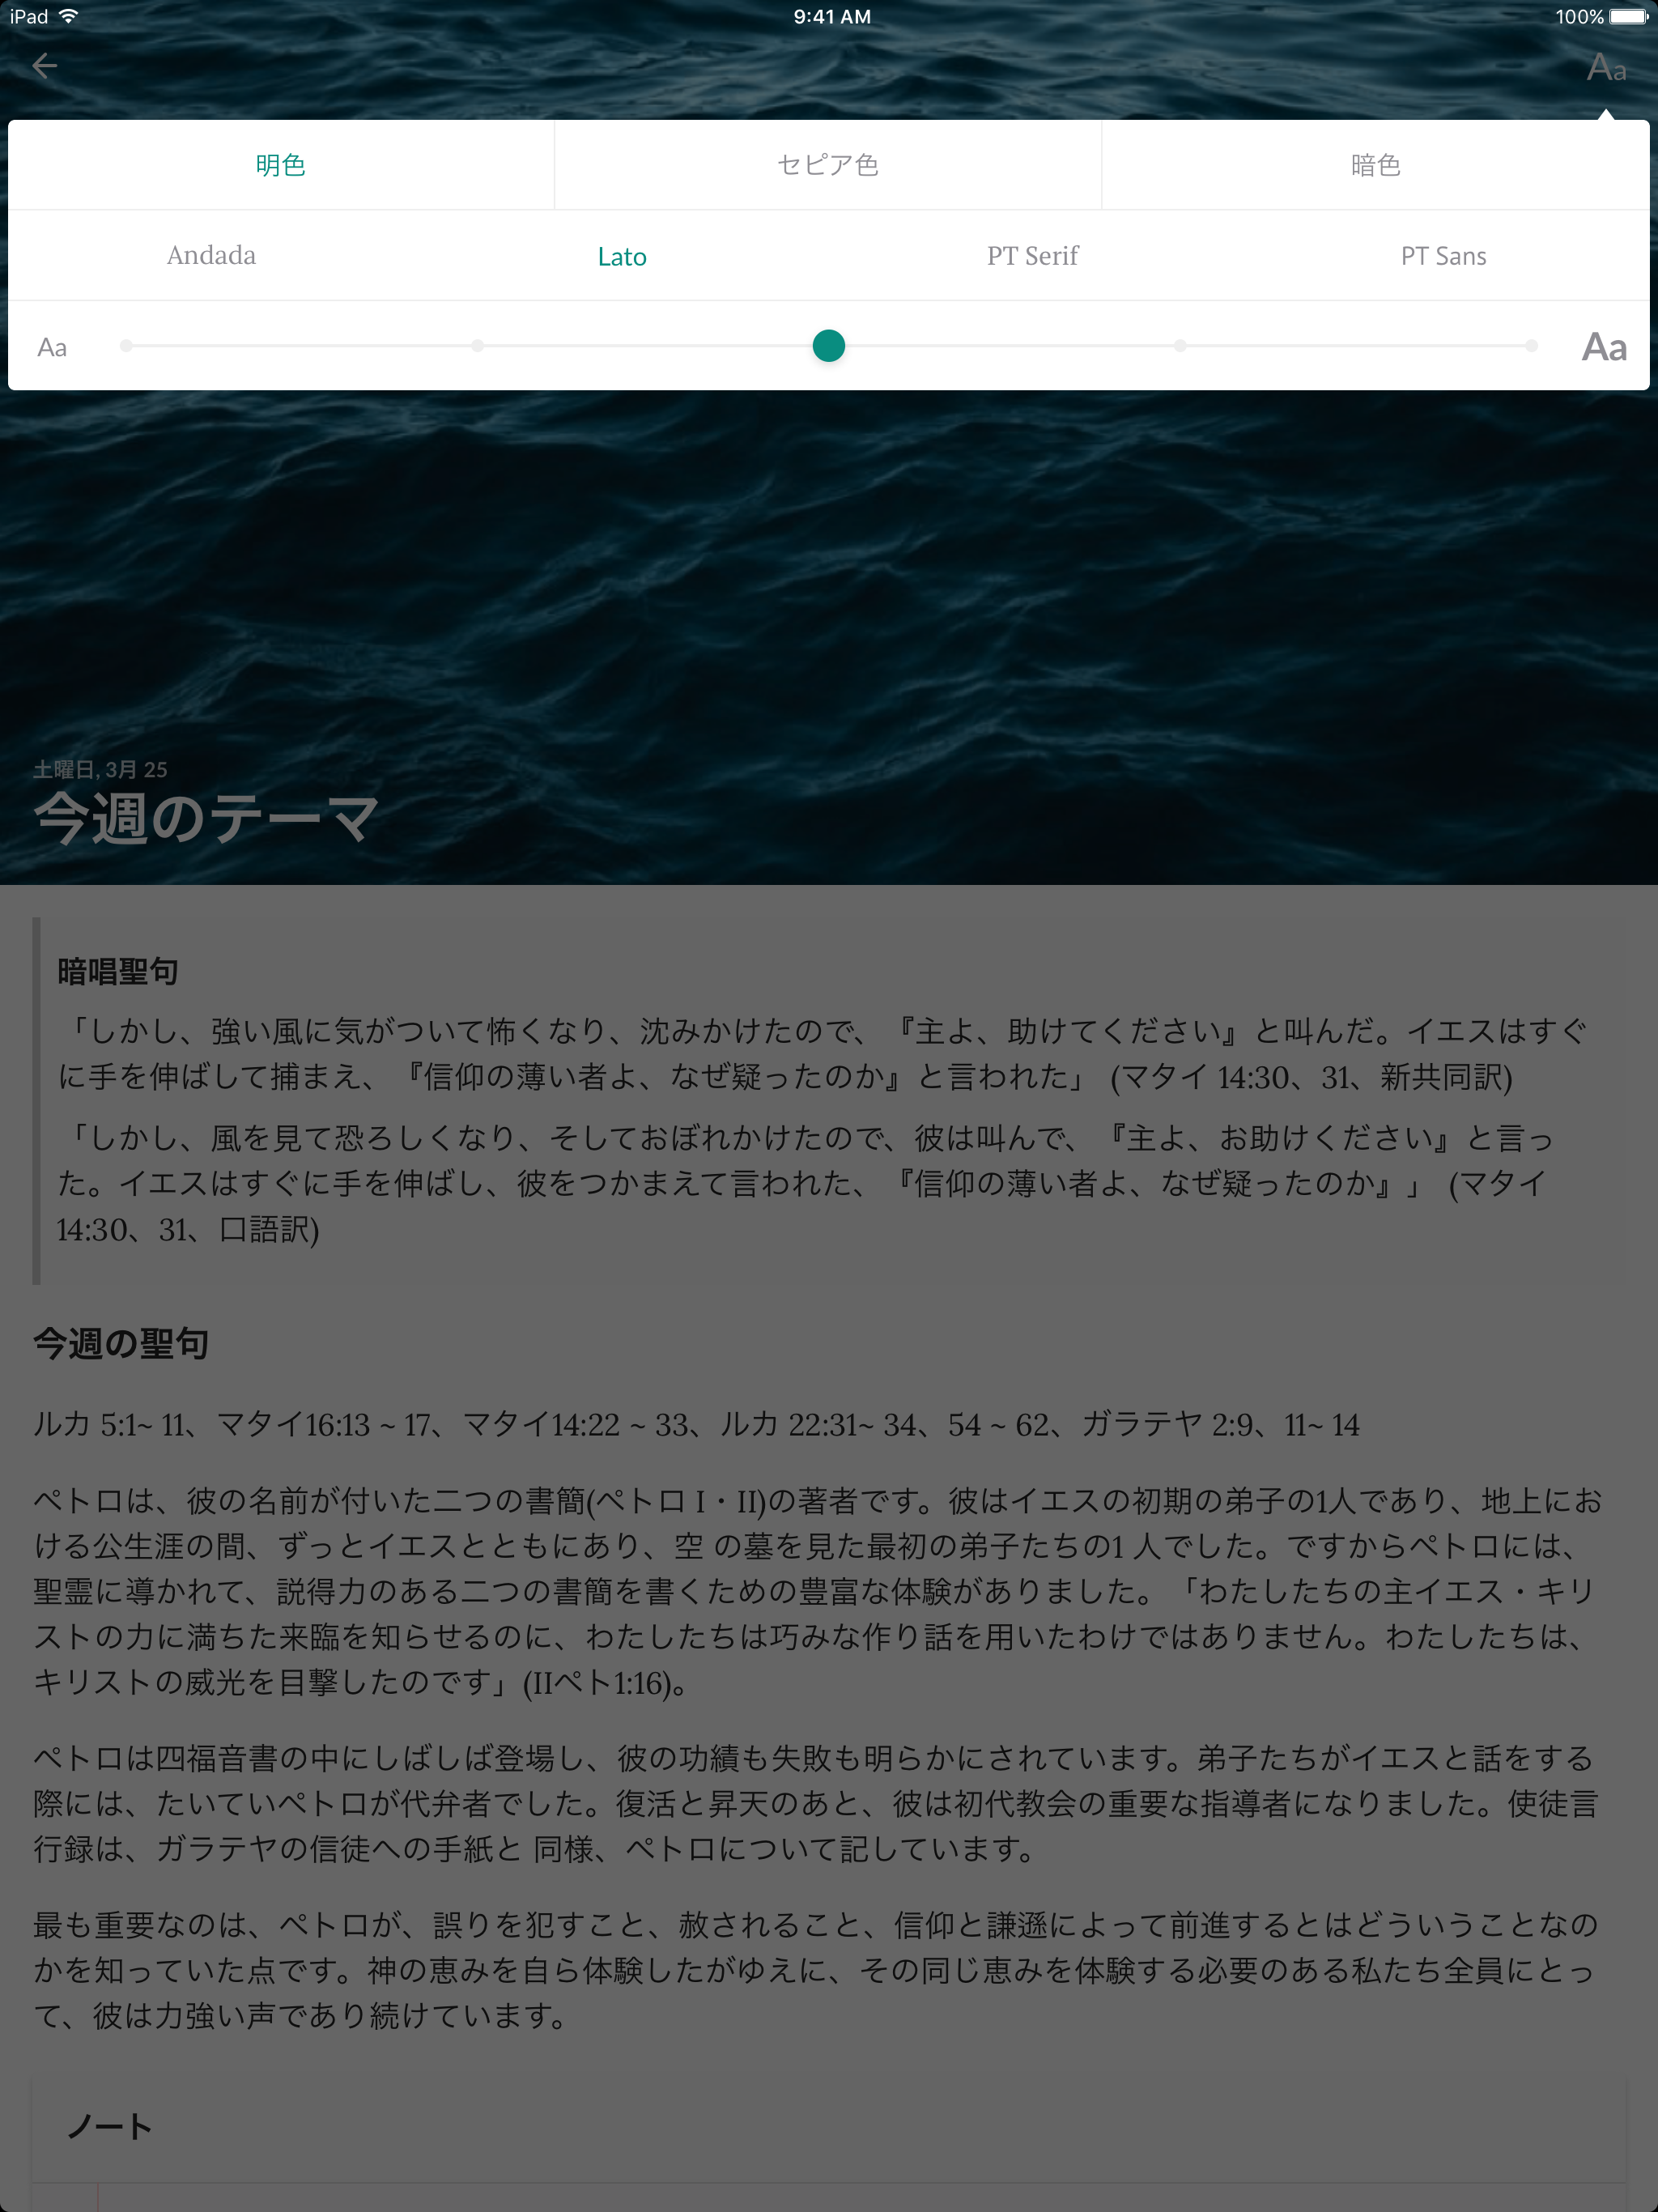 iPad 9:41 AM 100%
Aa
明色 セピア色 暗色
Andada Lato PT Serif PT Sans
Aa Aa
土曜日, 3月 25
今週のテーマ
暗唱聖句
「しかし、強い風に気がついて怖くなり、沈みかけたので、『主よ、助けてください』と叫んだ。イエスはすぐ
に手を伸ばして捕まえ、『信仰の薄い者よ、なぜ疑ったのか』と言われた」 (マタイ 14:30、31、新共同訳)
「しかし、風を見て恐ろしくなり、そしておぼれかけたので、彼は叫んで、『主よ、お助けください』と言っ
た。イエスはすぐに手を伸ばし、彼をつかまえて言われた、『信仰の薄い者よ、なぜ疑ったのか』」 (マタイ
14:30、31、口語訳)
今週の聖句
ルカ 5:1~ 11、マタイ16:13 ~ 17、マタイ14:22 ~ 33、ルカ 22:31~ 34、54 ~ 62、ガラテヤ 2:9、11~ 14
ペトロは、彼の名前が付いた二つの書簡(ペトロ I・II)の著者です。彼はイエスの初期の弟子の1人であり、地上にお
ける公生涯の間、ずっとイエスとともにあり、空 の墓を見た最初の弟子たちの1 人でした。ですからペトロには、
聖霊に導かれて、説得力のある二つの書簡を書くための豊富な体験がありました。「わたしたちの主イエス・キリ
ストの力に満ちた来臨を知らせるのに、わたしたちは巧みな作り話を用いたわけではありません。わたしたちは、
キリストの威光を目撃したのです」(IIペト1:16)。
ペトロは四福音書の中にしばしば登場し、彼の功績も失敗も明らかにされています。弟子たちがイエスと話をする
際には、たいていペトロが代弁者でした。復活と昇天のあと、彼は初代教会の重要な指導者になりました。使徒言
行録は、ガラテヤの信徒への手紙と 同様、ペトロについて記しています。
最も重要なのは、ペトロが、誤りを犯すこと、赦されること、信仰と謙遜によって前進するとはどういうことなの
かを知っていた点です。神の恵みを自ら体験したがゆえに、その同じ恵みを体験する必要のある私たち全員にとっ
て、彼は力強い声であり続けています。
ノート